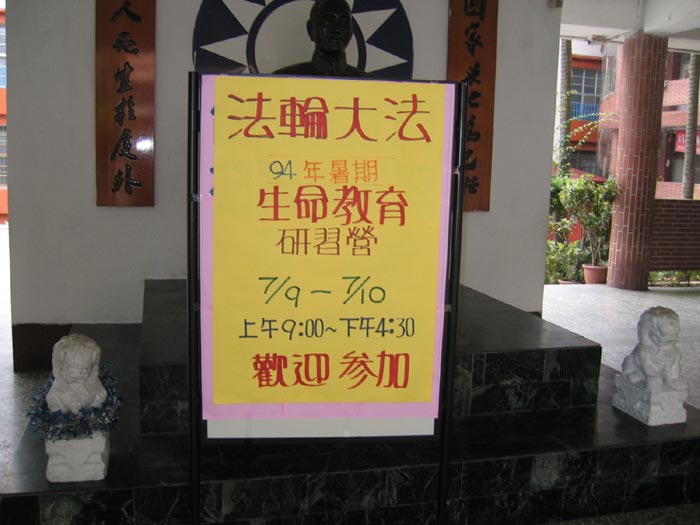 法輪大法
94年暑期
生命教育
研習營
7/9－7/10
上午9:00~下午4:30
歡迎參加